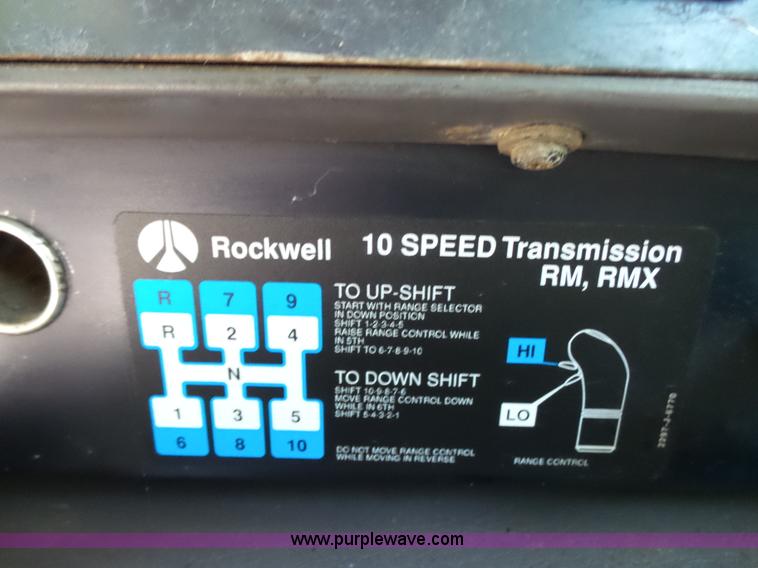 Rockwell 10 SPEED Transmission
RM, RMX
R 7 9
R 2 4
N
1 3 5
6 8 10
TO UP-SHIFT
START WITH RANGE SELECTOR
IN DOWN POSITION
SHIFT 1-2-3-4-5
RAISE RANGE CONTROL WHILE
IN 5TH
SHIFT TO 6-7-8-9-10
TO DOWN SHIFT
SHIFT 10-9-8-7-6
MOVE RANGE CONTROL DOWN
WHILE IN 6TH
SHIFT 5-4-3-2-1
DO NOT MOVE RANGE CONTROL
WHILE MOVING IN REVERSE
HI
LO
RANGE CONTROL
2297-J-6770
www.purplewave.com